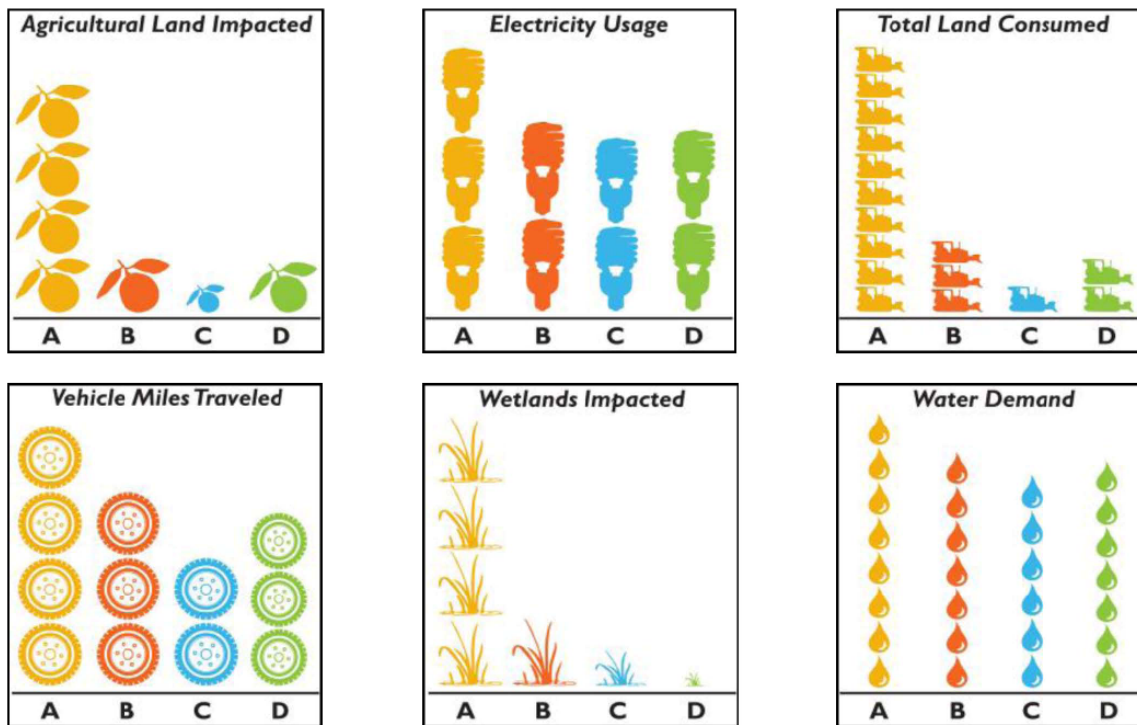 Agricultural Land Impacted
A B C D
Electricity Usage
A B C D
Total Land Consumed
A B C D
Vehicle Miles Traveled
A B C D
Wetlands Impacted
A B C D
Water Demand
A B C D